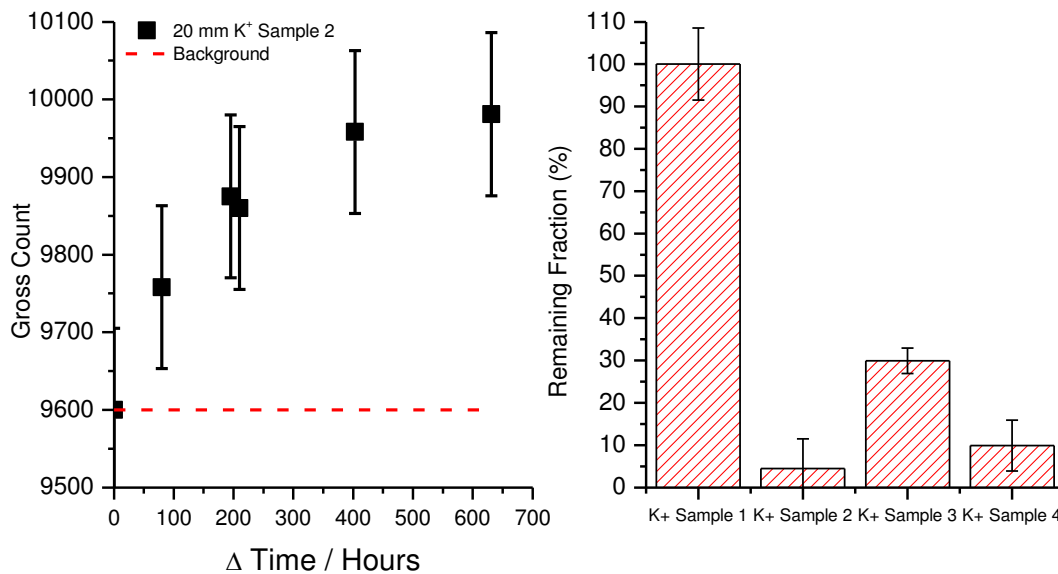 10100
10000
9900
9800
9700
9600
9500
Gross Count
20 mm K⁺ Sample 2
Background
0 100 200 300 400 500 600 700
Δ Time / Hours
110
100
90
80
70
60
50
40
30
20
10
0
Remaining Fraction (%)
K+ Sample 1 K+ Sample 2 K+ Sample 3 K+ Sample 4